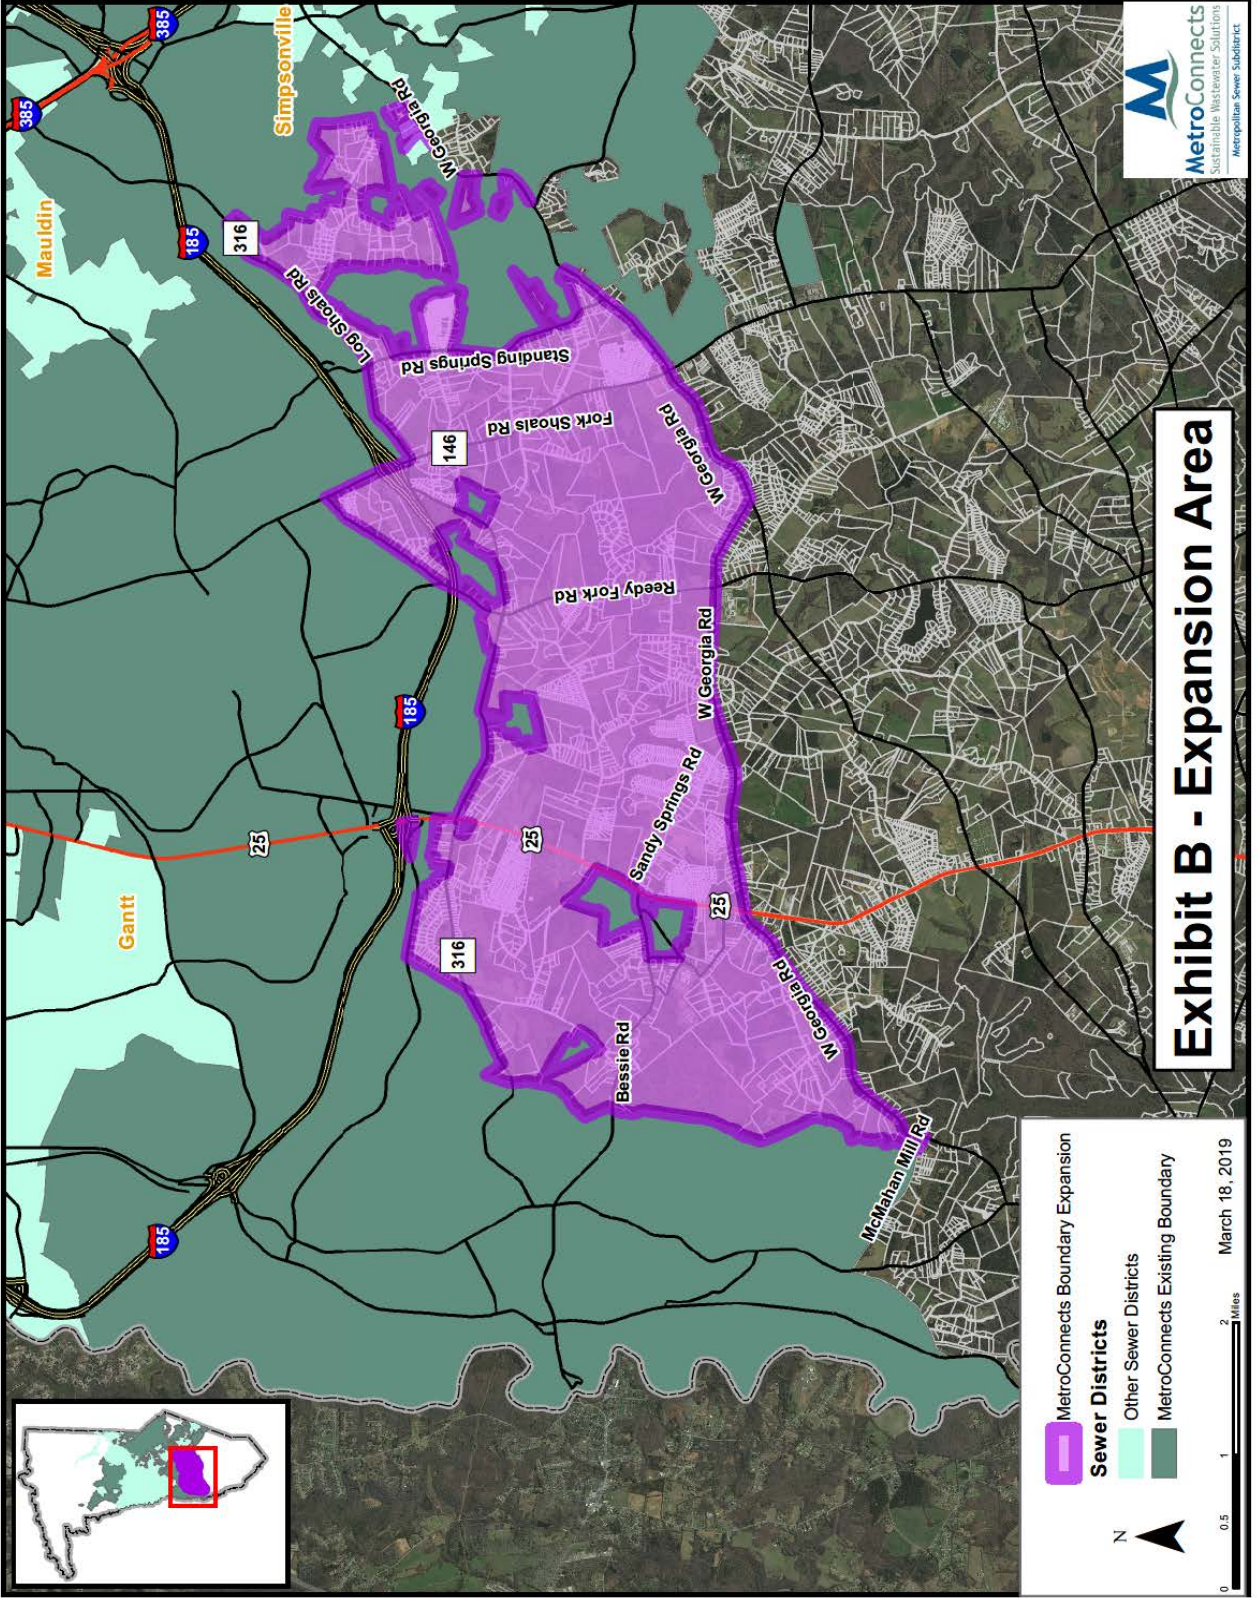 385
385
Simpsonville
Mauldin
185
316
W Georgia Rd
Log Shoals Rd
Standing Springs Rd
Fork Shoals Rd
146
W Georgia Rd
Reedy Fork Rd
W Georgia Rd
185
25
25
Sandy Springs Rd
25
Gantt
316
W Georgia Rd
Bessie Rd
McMahan Mill Rd
185
MetroConnects
Sustainable Wastewater Solutions
Metropolitan Sewer Subdistrict
Exhibit B - Expansion Area
MetroConnects Boundary Expansion
Sewer Districts
Other Sewer Districts
MetroConnects Existing Boundary
N
March 18, 2019
0 0.5 1 2
Miles